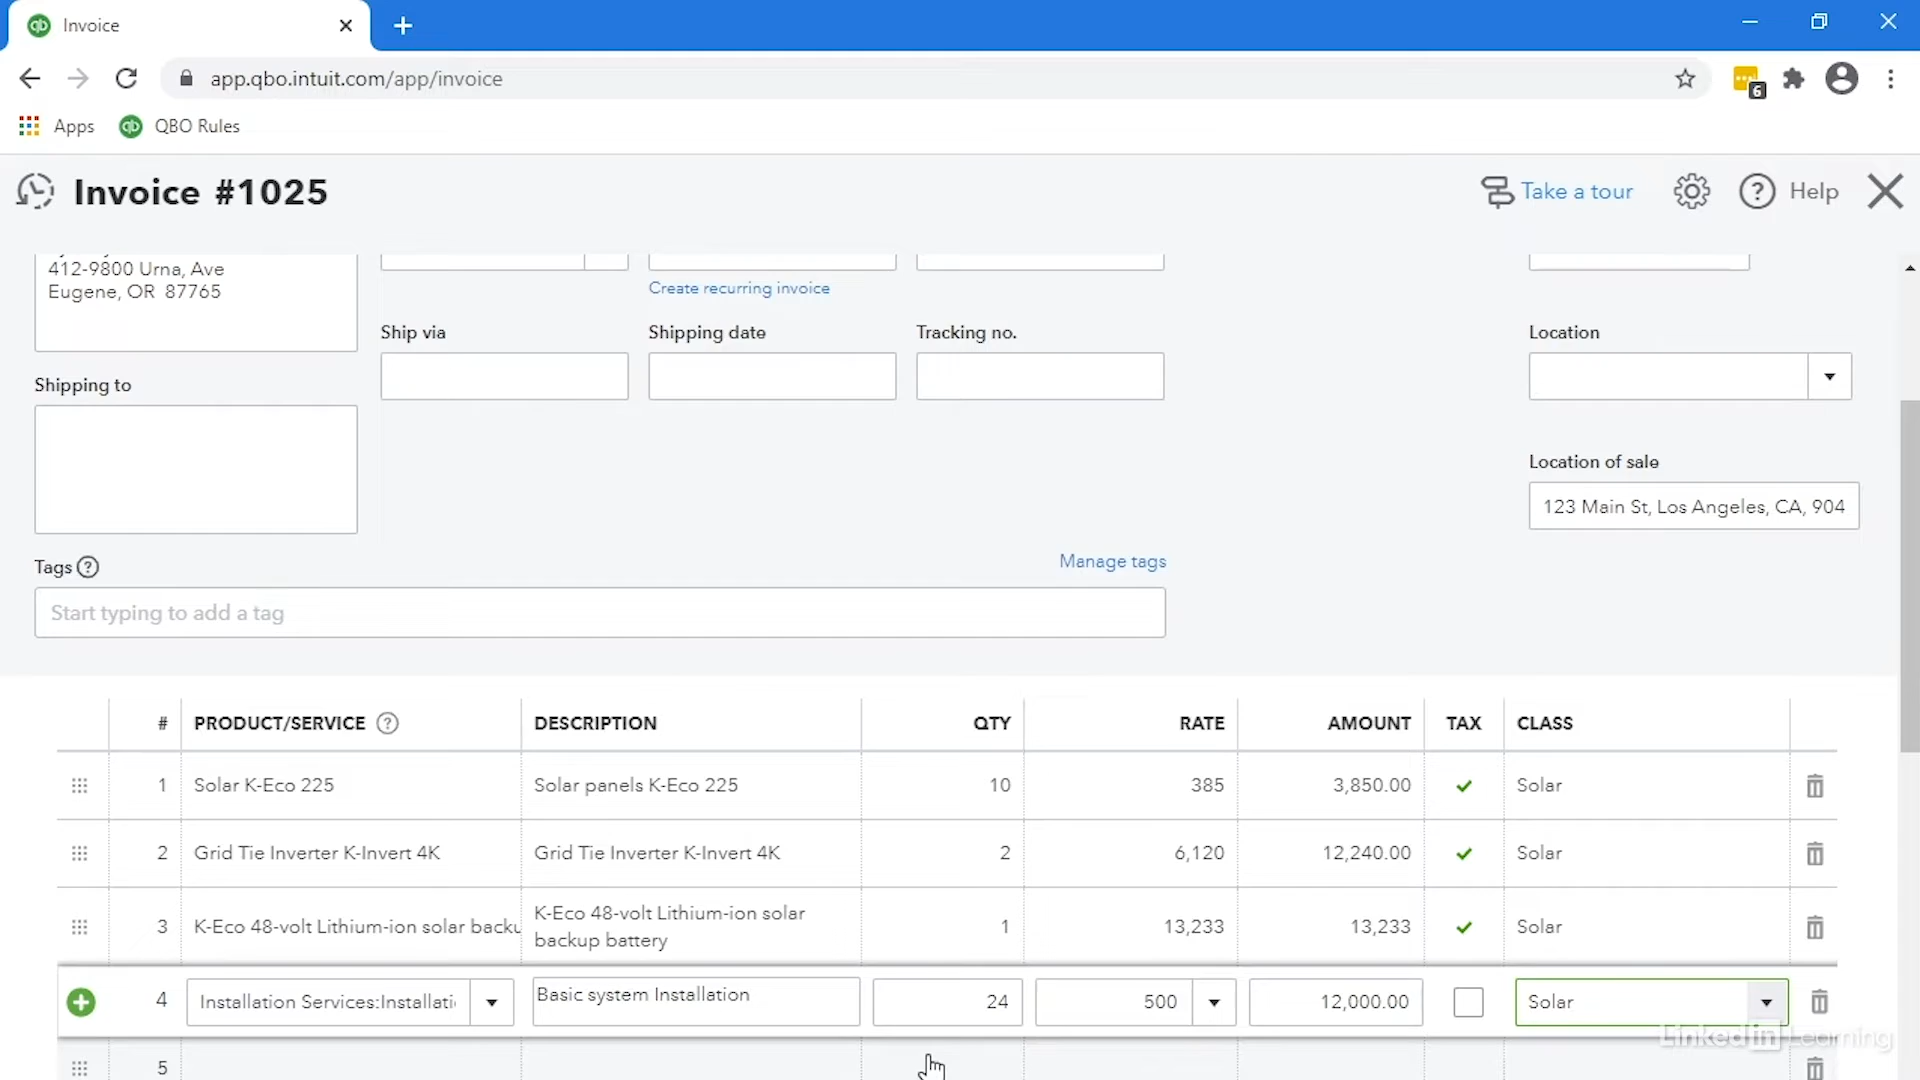 Invoice
app.qbo.intuit.com/app/invoice
6
Apps
qb QBO Rules
Invoice #1025
Take a tour
? Help
412-9800 Urna, Ave
Eugene, OR 87765
Create recurring invoice
Ship via
Shipping date
Tracking no.
Location
Shipping to
Location of sale
123 Main St, Los Angeles, CA, 904
Tags ?
Manage tags
Start typing to add a tag
# PRODUCT/SERVICE ? DESCRIPTION QTY RATE AMOUNT TAX CLASS
1 Solar K-Eco 225 Solar panels K-Eco 225 10 385 3,850.00 Solar
2 Grid Tie Inverter K-Invert 4K Grid Tie Inverter K-Invert 4K 2 6,120 12,240.00 Solar
3 K-Eco 48-volt Lithium-ion solar backu K-Eco 48-volt Lithium-ion solar
backup battery 1 13,233 13,233 Solar
4 Installation Services:Installati Basic system Installation 24 500 12,000.00 Solar
LinkedIn Learning
5